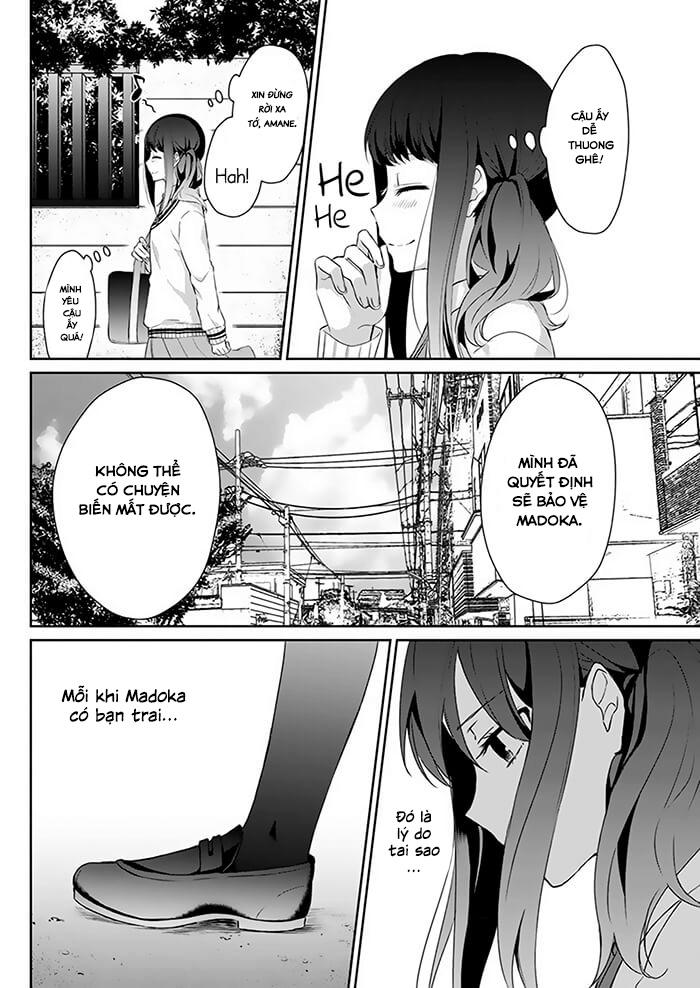 CẬU ẤY
DỄ
THUONG
GHÊ!
He
He
XIN ĐỪNG
RỜI XA
TỚ, AMANE.
Hah!
MÌNH
YÊU
CẬU ẤY
QUÁ!
MÌNH ĐÃ
QUYẾT ĐỊNH
SẼ BẢO VỆ
MADOKA.
KHÔNG THỂ
CÓ CHUYỆN
BIẾN MẤT ĐƯỢC.
Đó là
lý do
tai sao
...
Mỗi khi Madoka
có bạn trai...